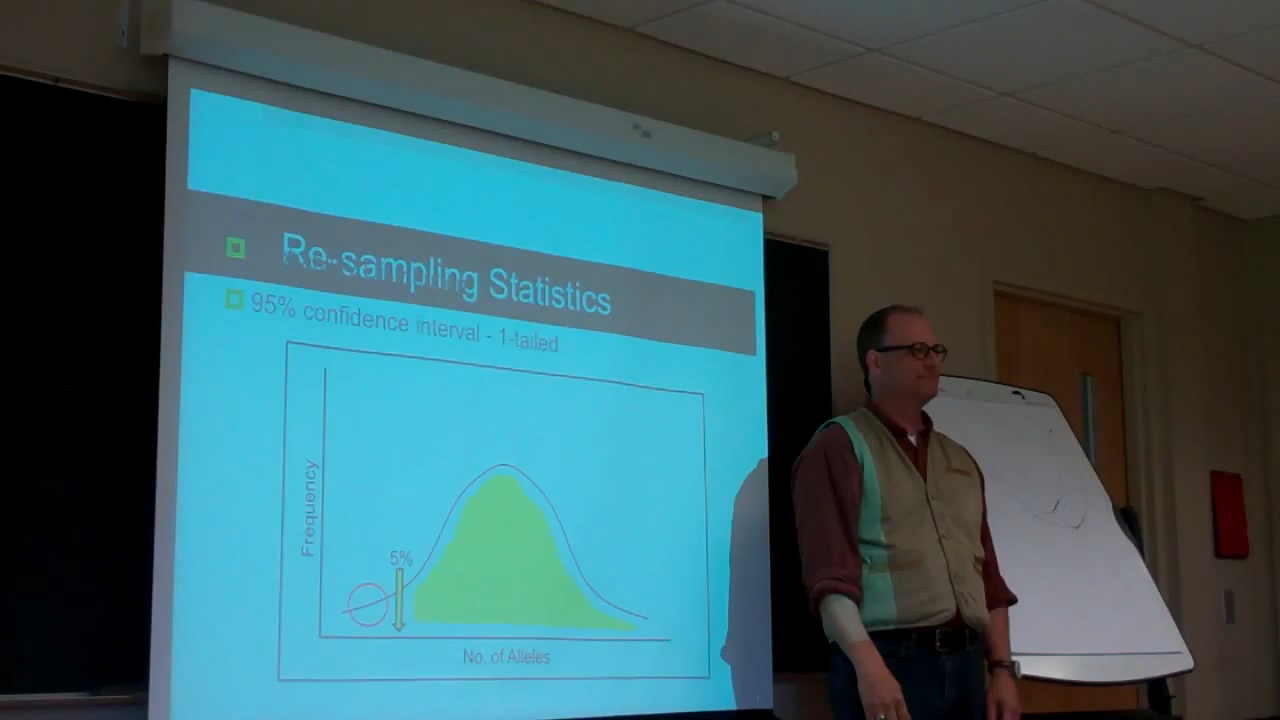 Re-sampling Statistics
95% confidence interval - 1-tailed
Frequency
5%
No. of Alleles